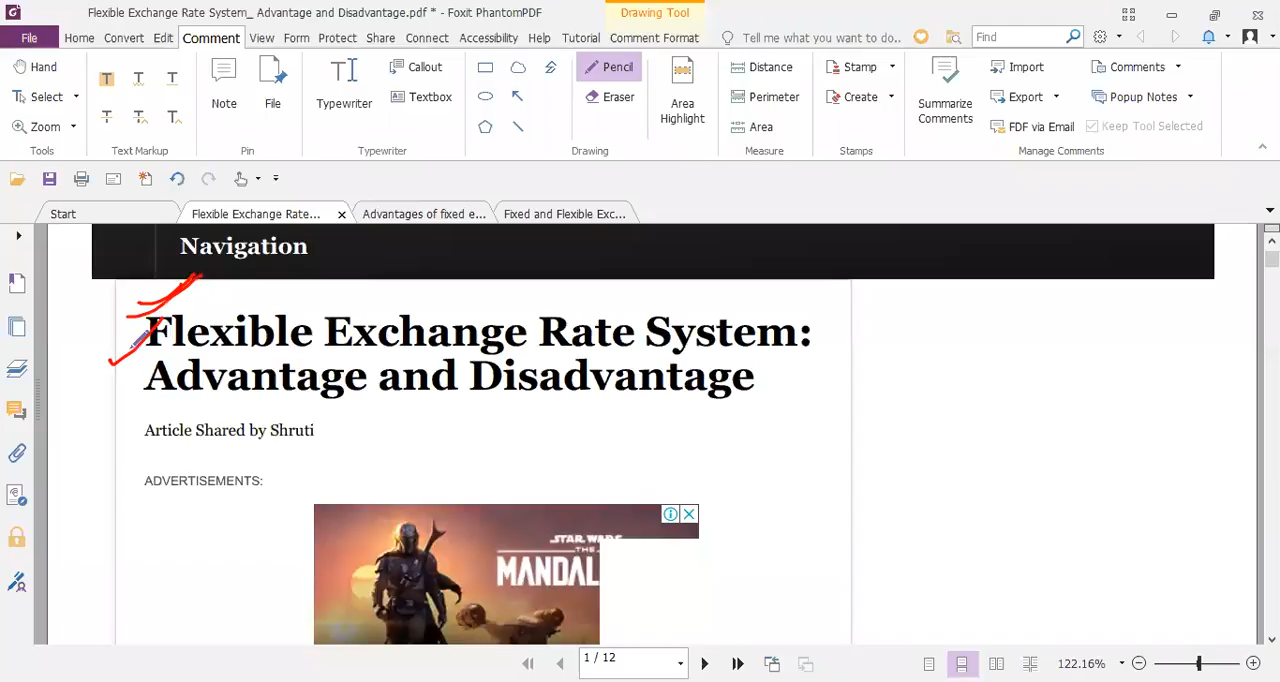 Flexible Exchange Rate System_ Advantage and Disadvantage.pdf * - Foxit PhantomPDF
Drawing Tool
File Home Convert Edit Comment View Form Protect Share Connect Accessibility Help Tutorial Comment Format Tell me what you want to do.. Find
Hand
Select
Zoom
Tools
Text Markup
Note
File
Pin
Typewriter
Callout
Textbox
Typewriter
Pencil
Eraser
Drawing
Area
Highlight
Distance
Perimeter
Area
Measure
Stamp
Create
Stamps
Summarize
Comments
Import
Export
FDF via Email
Comments
Popup Notes
Keep Tool Selected
Manage Comments
Start
Flexible Exchange Rate...
Advantages of fixed e...
Fixed and Flexible Exc...
Navigation
Flexible Exchange Rate System:
Advantage and Disadvantage
Article Shared by Shruti
ADVERTISEMENTS:
STAR WARS
THE
MANDAL
1 / 12
122.16%